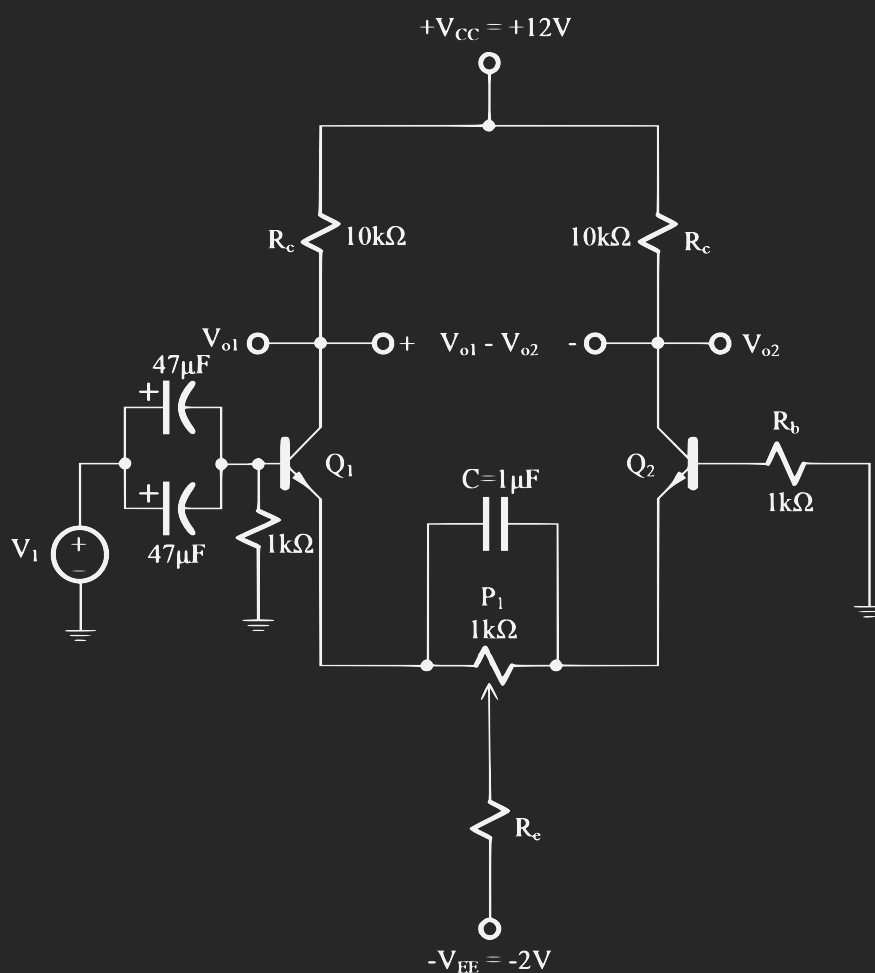 +V_CC = +12V
R_c
10kΩ
10kΩ
R_c
V_o1
+
V_o1 - V_o2
-
V_o2
47μF
+
Q_1
Q_2
R_b
1kΩ
C=1μF
+
47μF
1kΩ
V_1
+
-
P_1
1kΩ
R_e
-V_EE = -2V